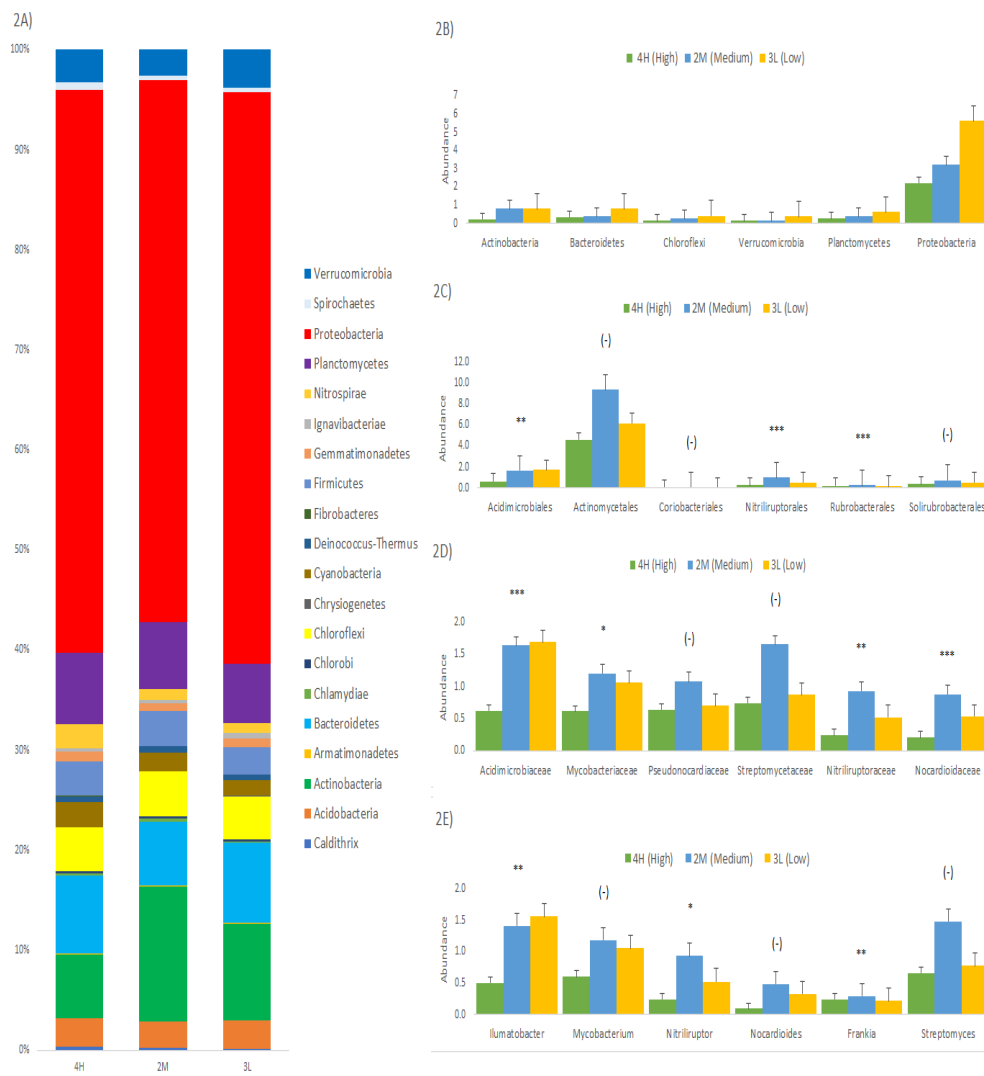 2A)
100%
90%
80%
70%
60%
50%
40%
30%
20%
10%
0%
4H 2M 3L
Verrucomicrobia
Spirochaetes
Proteobacteria
Planctomycetes
Nitrospirae
Ignavibacteriae
Gemmatimonadetes
Firmicutes
Fibrobacteres
Deinococcus-Thermus
Cyanobacteria
Chrysiogenetes
Chloroflexi
Chlorobi
Chlamydiae
Bacteroidetes
Armatimonadetes
Actinobacteria
Acidobacteria
Caldithrix
2B)
4H (High) 2M (Medium) 3L (Low)
Abundance
7
6
5
4
3
2
1
0
Actinobacteria Bacteroidetes Chloroflexi Verrucomicrobia Planctomycetes Proteobacteria
2C)
4H (High) 2M (Medium) 3L (Low)
Abundance
12.0
10.0
8.0
6.0
4.0
2.0
0.0
** (-) (-) *** *** (-)
Acidimicrobiales Actinomycetales Coriobacteriales Nitriliruptorales Rubrobacterales Solirubrobacterales
2D)
4H (High) 2M (Medium) 3L (Low)
Abundance
2.0
1.5
1.0
0.5
0.0
*** * (-) (-) ** ***
Acidimicrobiaceae Mycobacteriaceae Pseudonocardiaceae Streptomycetaceae Nitriliruptoraceae Nocardioidaceae
2E)
4H (High) 2M (Medium) 3L (Low)
Abundance
2.0
1.5
1.0
0.5
0.0
** (-) * (-) ** (-)
Ilumatobacter Mycobacterium Nitriliruptor Nocardioides Frankia Streptomyces